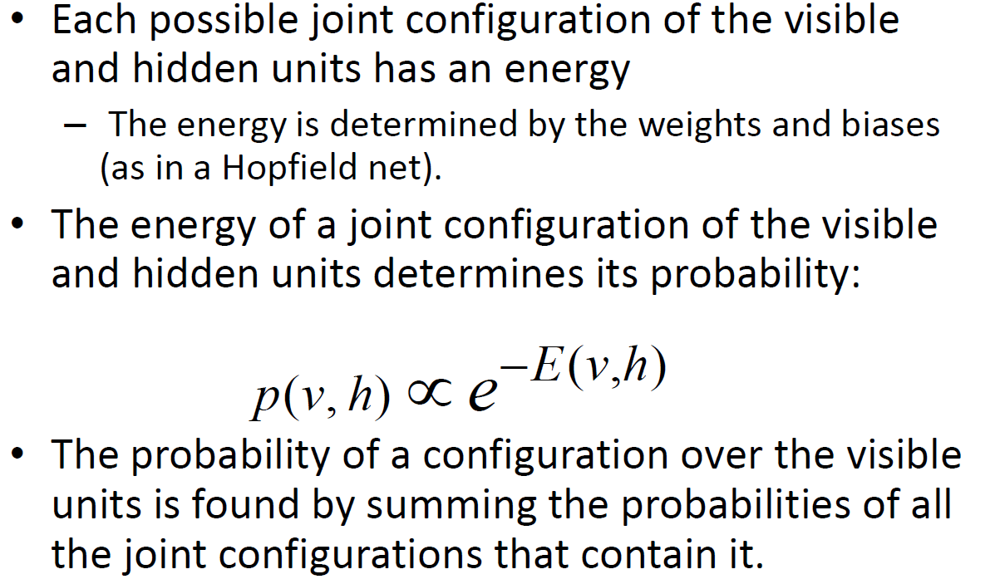 • Each possible joint configuration of the visible
and hidden units has an energy
– The energy is determined by the weights and biases
(as in a Hopfield net).
• The energy of a joint configuration of the visible
and hidden units determines its probability:
p(v, h) ∝ e^{−E(v,h)}
• The probability of a configuration over the visible
units is found by summing the probabilities of all
the joint configurations that contain it.